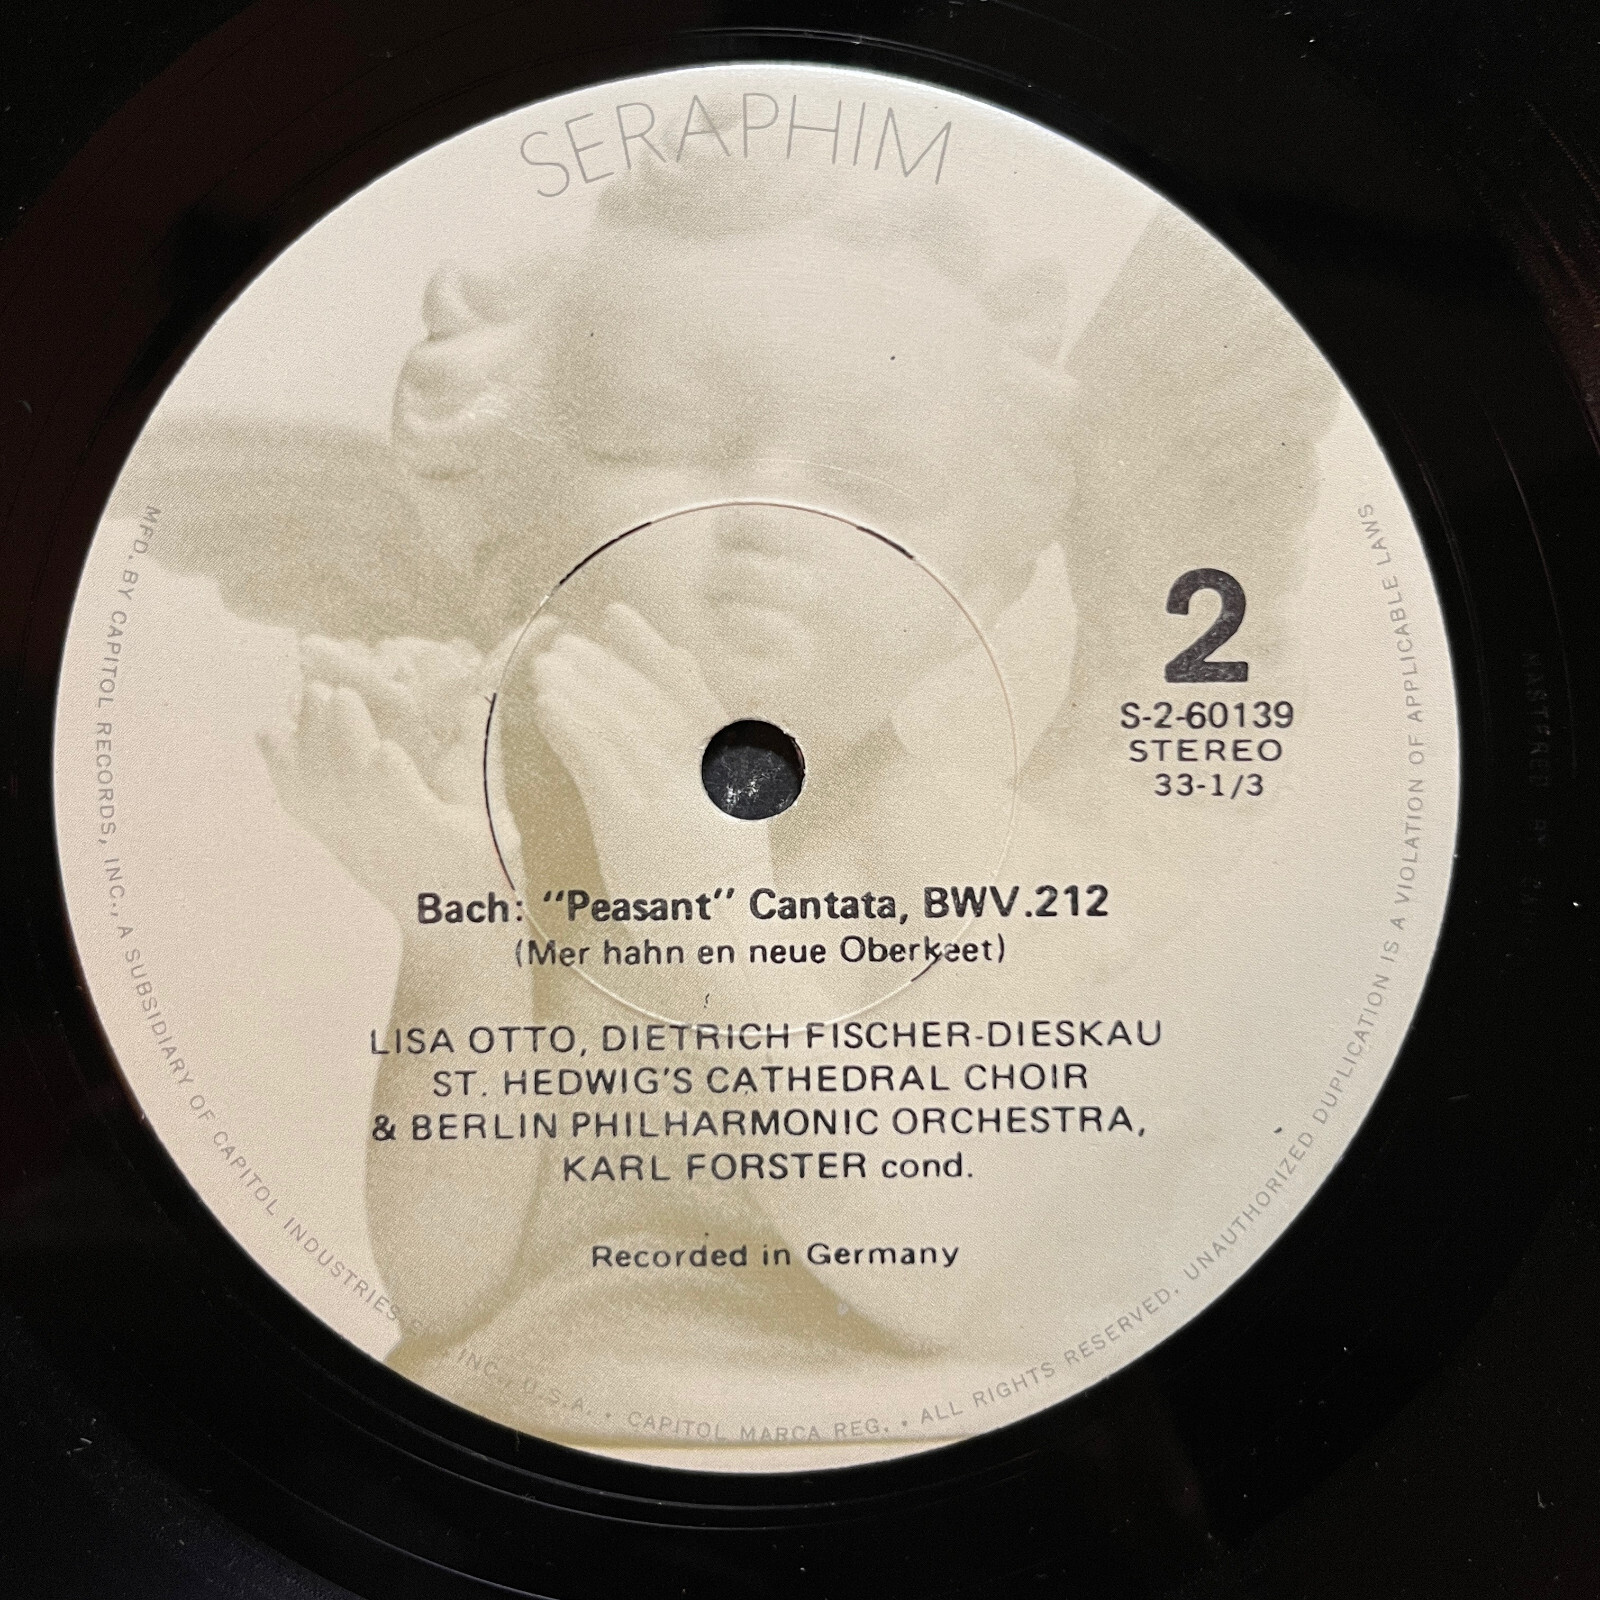 SERAPHIM
2
S-2-60139
STEREO
33-1/3
Bach: “Peasant” Cantata, BWV.212
(Mer hahn en neue Oberkeet)
LISA OTTO, DIETRICH FISCHER-DIESKAU
ST. HEDWIG'S CATHEDRAL CHOIR
& BERLIN PHILHARMONIC ORCHESTRA,
KARL FORSTER cond.
Recorded in Germany
MFD. BY CAPITOL RECORDS, INC., A SUBSIDIARY OF CAPITOL INDUSTRIES INC., U.S.A. • CAPITOL MARCA REG. • ALL RIGHTS RESERVED. UNAUTHORIZED DUPLICATION IS A VIOLATION OF APPLICABLE LAWS
MASTERED BY